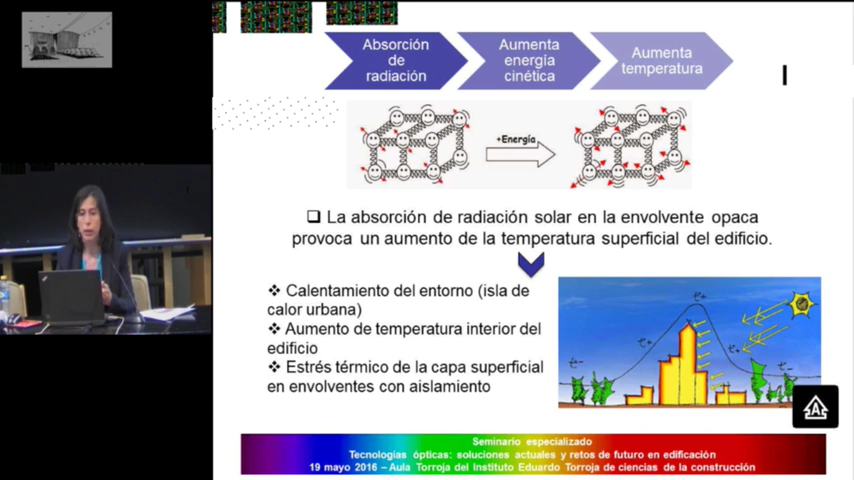 Absorción
de
radiación
Aumenta
energía
cinética
Aumenta
temperatura
+Energía
❑ La absorción de radiación solar en la envolvente opaca
provoca un aumento de la temperatura superficial del edificio.
❖ Calentamiento del entorno (isla de
calor urbana)
❖ Aumento de temperatura interior del
edificio
❖ Estrés térmico de la capa superficial
en envolventes con aislamiento
t+
t+
t+
t-
Seminario especializado
Tecnologías ópticas: soluciones actuales y retos de futuro en edificación
19 mayo 2016 – Aula Torroja del Instituto Eduardo Torroja de ciencias de la construcción